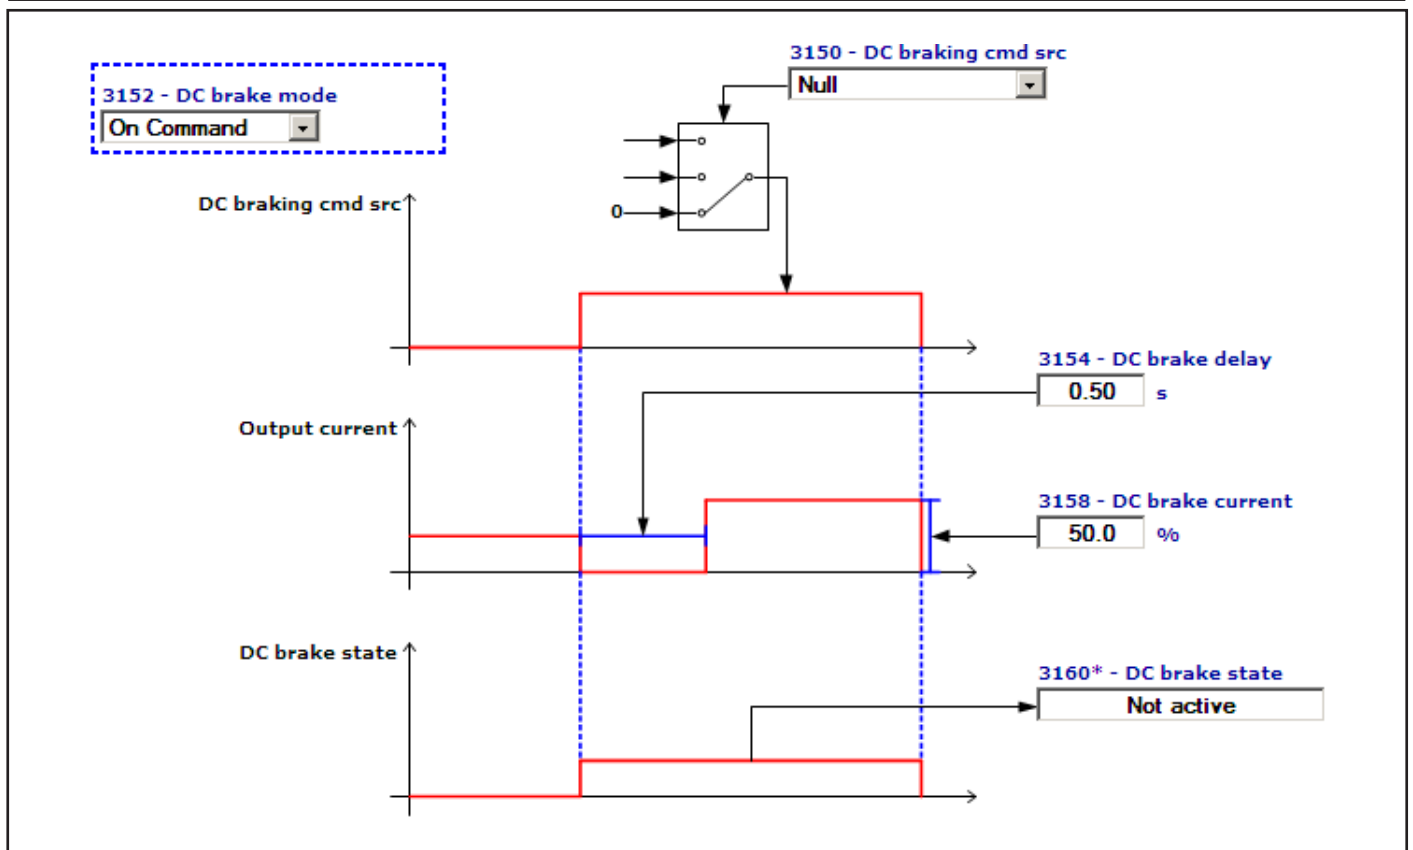 3150 - DC braking cmd src
Null
3152 - DC brake mode
On Command
DC braking cmd src
0
3154 - DC brake delay
0.50 s
Output current
3158 - DC brake current
50.0 %
DC brake state
3160* - DC brake state
Not active